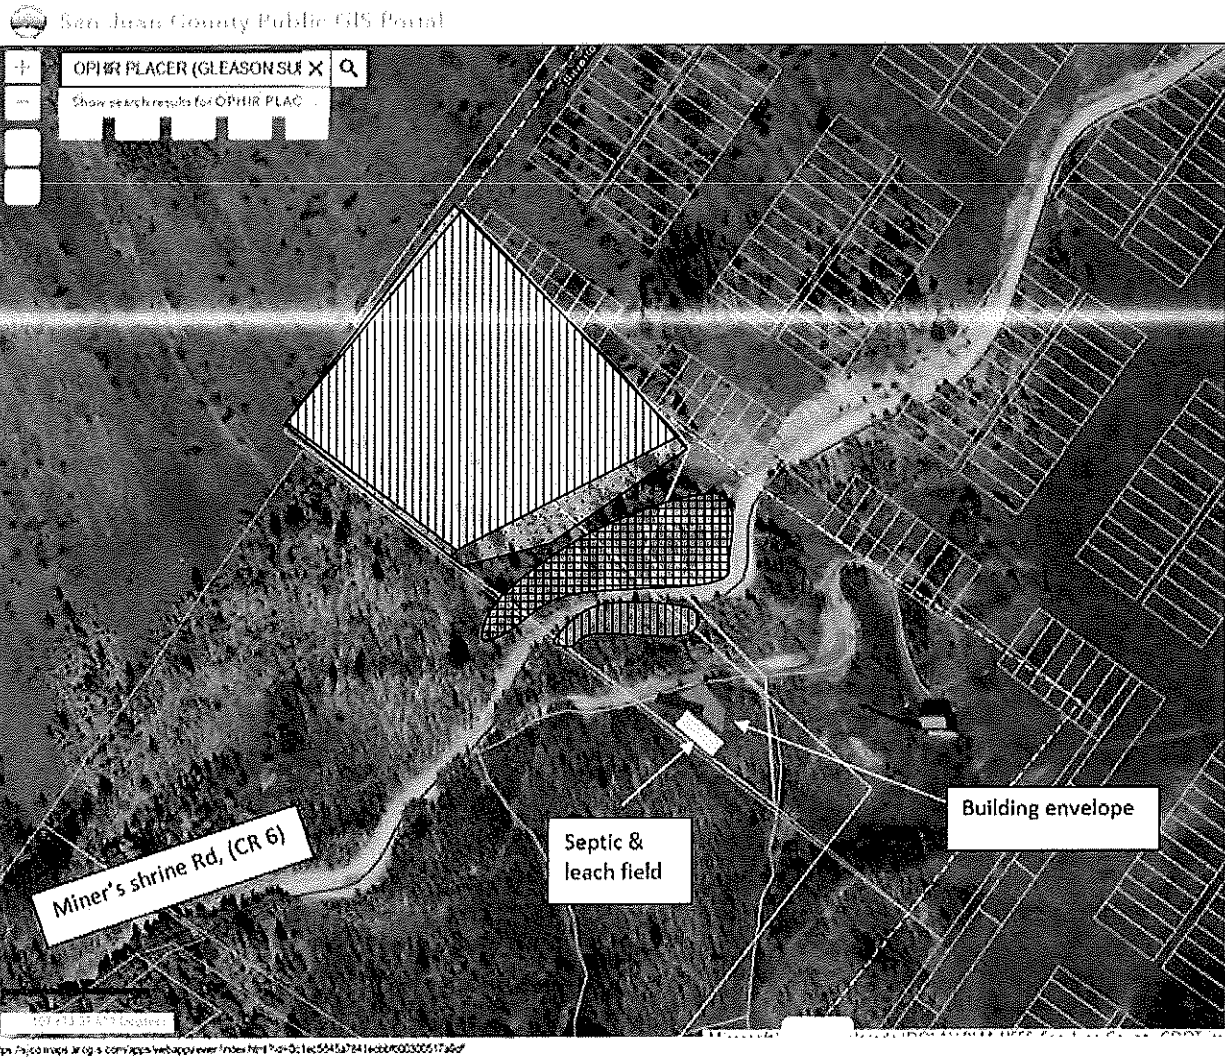 San Juan County Public GIS Portal
OPHIR PLACER (GLEASON SU
Show search results for OPHIR PLAC
Building envelope
Septic &
leach field
Miner's shrine Rd, (CR 6)